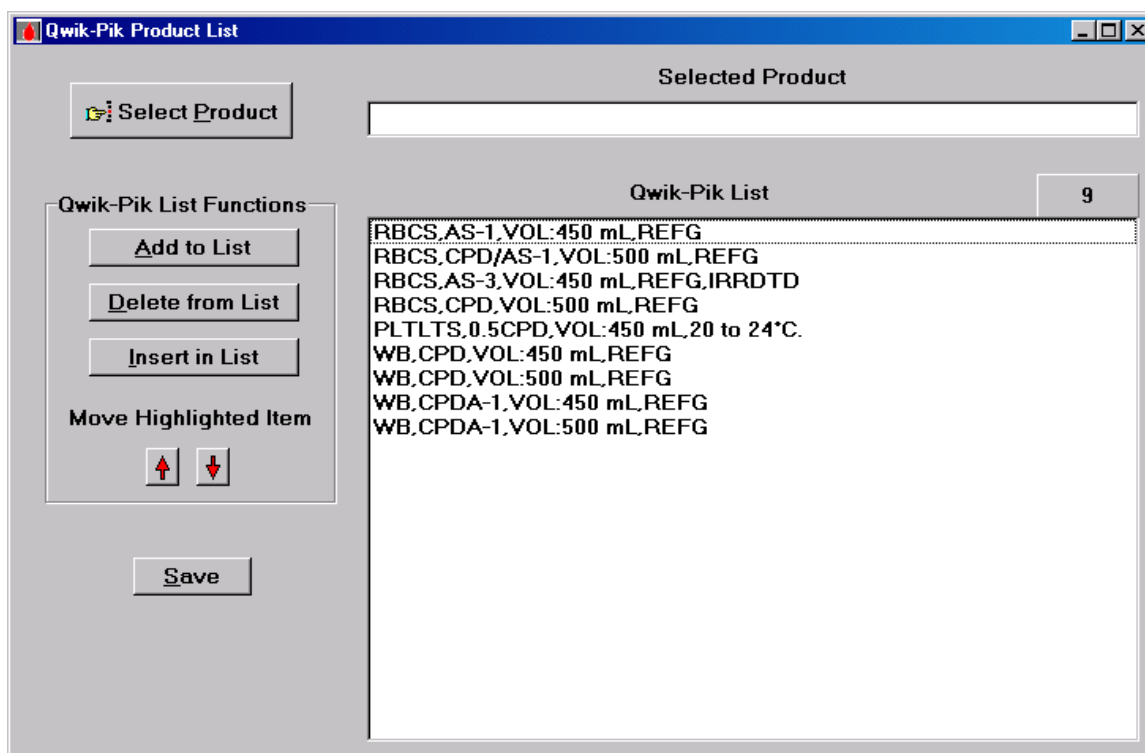 Qwik-Pik Product List
Select Product
Selected Product
Qwik-Pik List Functions
Add to List
Delete from List
Insert in List
Move Highlighted Item
Save
Qwik-Pik List
9
RBCS,AS-1,VOL:450 mL,REFG
RBCS,CPD/AS-1,VOL:500 mL,REFG
RBCS,AS-3,VOL:450 mL,REFG,IRRDTD
RBCS,CPD,VOL:500 mL,REFG
PLTLTS,0.5CPD,VOL:450 mL,20 to 24*C.
WB,CPD,VOL:450 mL,REFG
WB,CPD,VOL:500 mL,REFG
WB,CPDA-1,VOL:450 mL,REFG
WB,CPDA-1,VOL:500 mL,REFG